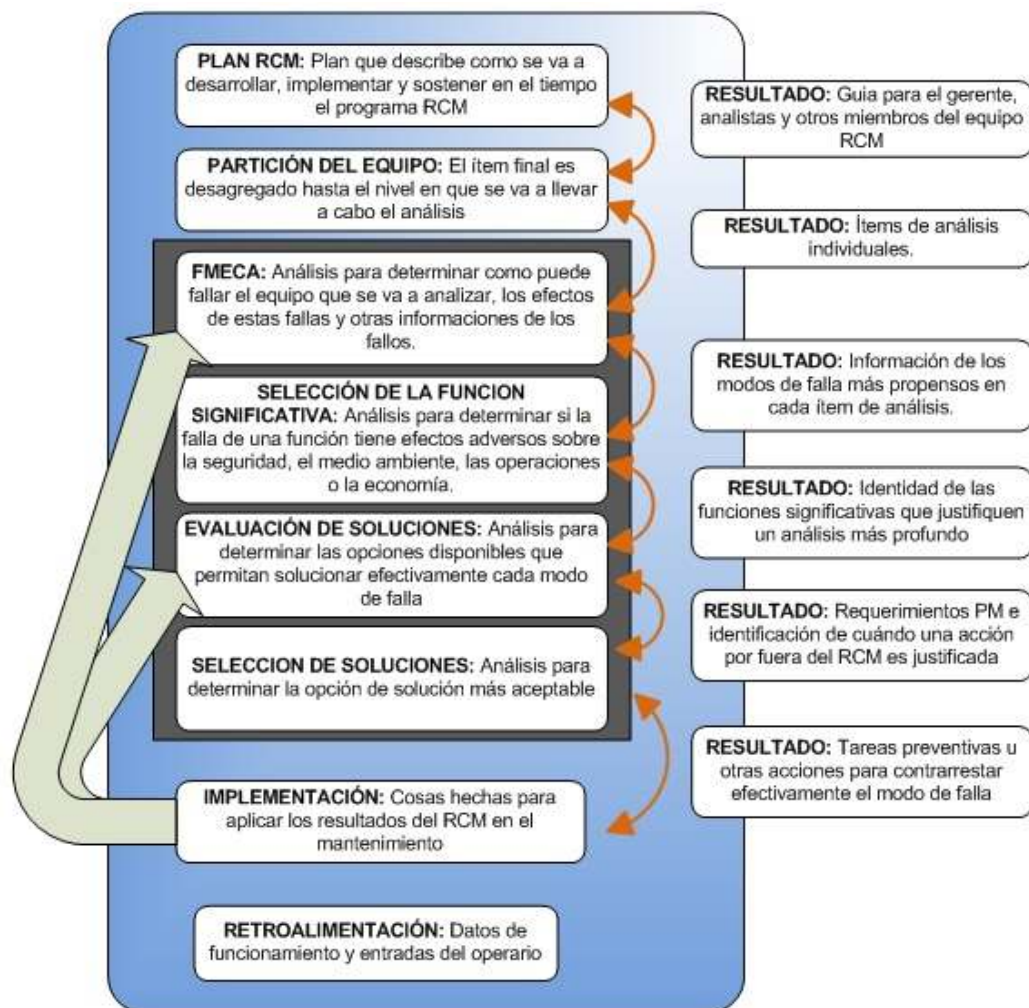 PLAN RCM: Plan que describe como se va a
desarrollar, implementar y sostener en el tiempo
el programa RCM
RESULTADO: Guia para el gerente,
analistas y otros miembros del equipo
RCM
PARTICIÓN DEL EQUIPO: El ítem final es
desagregado hasta el nivel en que se va a llevar
a cabo el análisis
RESULTADO: Ítems de análisis
individuales.
FMECA: Análisis para determinar como puede
fallar el equipo que se va a analizar, los efectos
de estas fallas y otras informaciones de los
fallos.
RESULTADO: Información de los
modos de falla más propensos en
cada ítem de análisis.
SELECCIÓN DE LA FUNCION
SIGNIFICATIVA: Análisis para determinar si la
falla de una función tiene efectos adversos sobre
la seguridad, el medio ambiente, las operaciones
o la economía.
RESULTADO: Identidad de las
funciones significativas que justifiquen
un análisis más profundo
EVALUACIÓN DE SOLUCIONES: Análisis para
determinar las opciones disponibles que
permitan solucionar efectivamente cada modo
de falla
RESULTADO: Requerimientos PM e
identificación de cuándo una acción
por fuera del RCM es justificada
SELECCION DE SOLUCIONES: Análisis para
determinar la opción de solución más aceptable
RESULTADO: Tareas preventivas u
otras acciones para contrarrestar
efectivamente el modo de falla
IMPLEMENTACIÓN: Cosas hechas para
aplicar los resultados del RCM en el
mantenimiento
RETROALIMENTACIÓN: Datos de
funcionamiento y entradas del operario